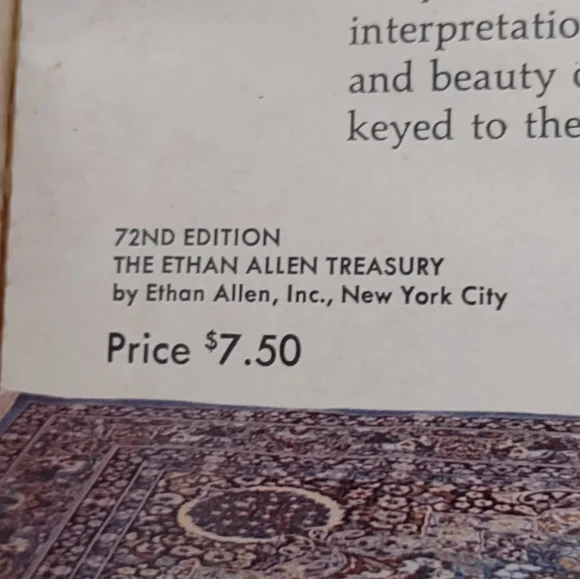 interpretatio
and beauty
keyed to the
72ND EDITION
THE ETHAN ALLEN TREASURY
by Ethan Allen, Inc., New York City
Price $7.50